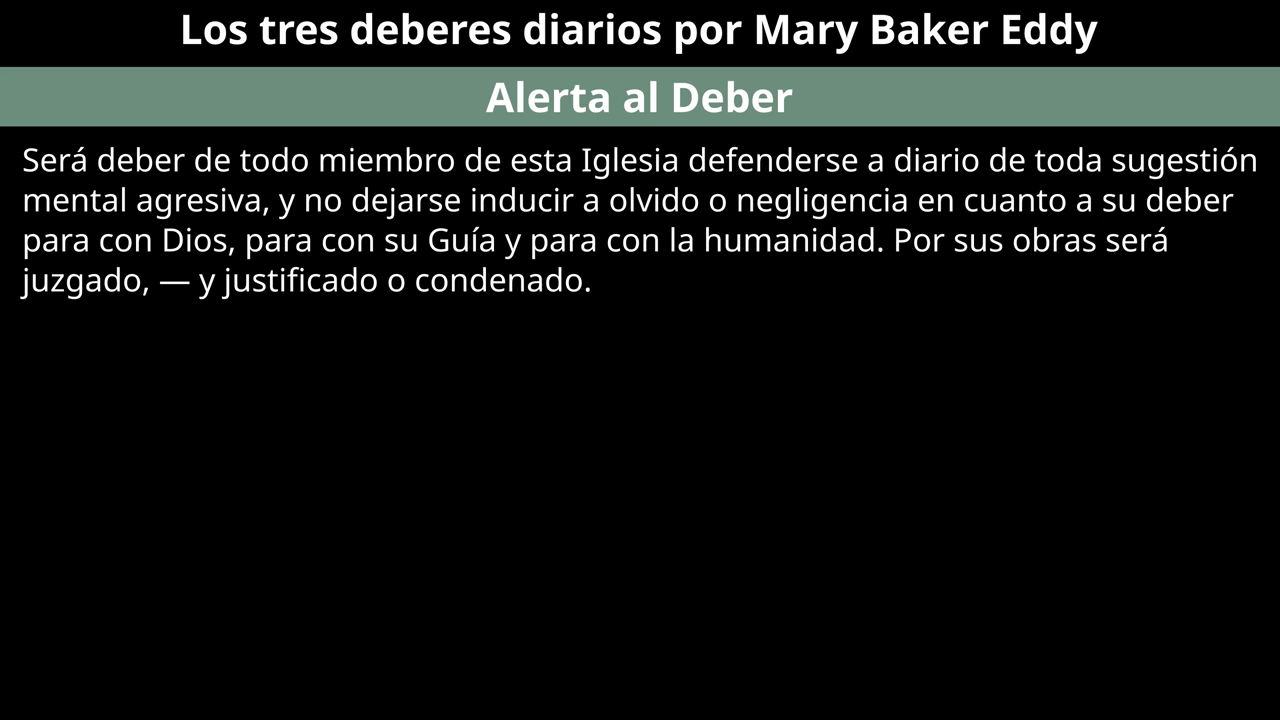 Los tres deberes diarios por Mary Baker Eddy
Alerta al Deber
Será deber de todo miembro de esta Iglesia defenderse a diario de toda sugestión
mental agresiva, y no dejarse inducir a olvido o negligencia en cuanto a su deber
para con Dios, para con su Guía y para con la humanidad. Por sus obras será
juzgado, — y justificado o condenado.